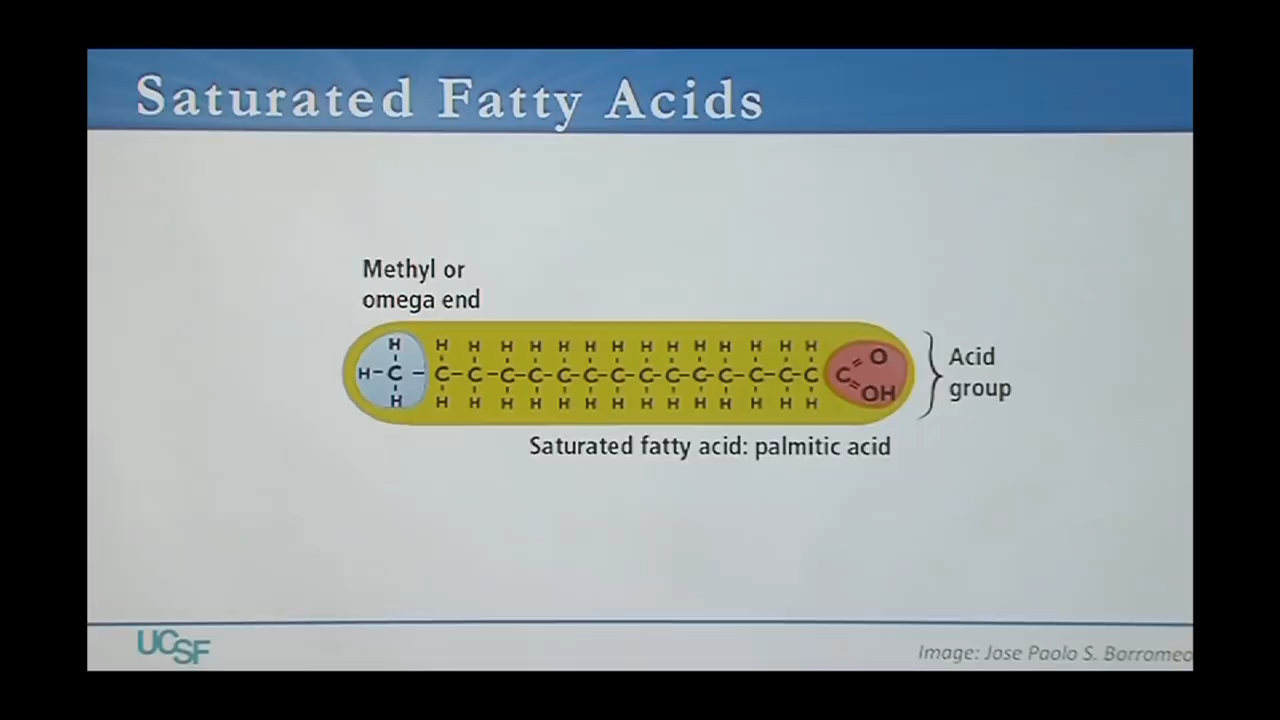 Saturated Fatty Acids
Methyl or
omega end
H H H H H H H H H H H H H H H
H–C –C–C–C–C–C–C–C–C–C–C–C–C–C–C C=O
H H H H H H H H H H H H H H H =OH
Acid
group
Saturated fatty acid: palmitic acid
UCSF
Image: Jose Paolo S. Borromeo